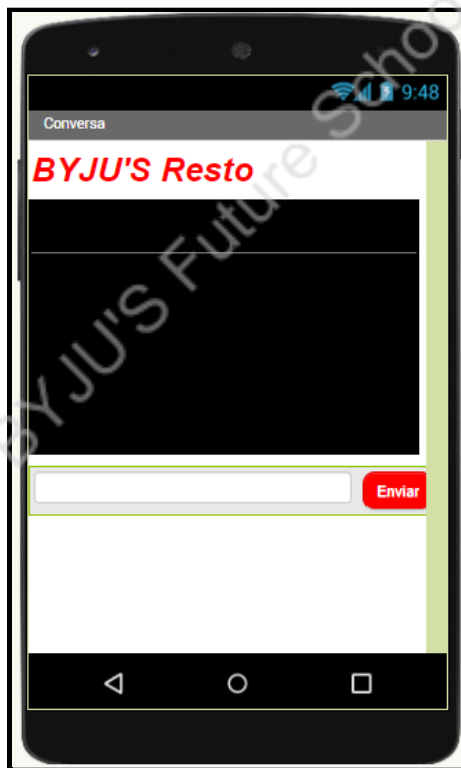 9:48
Conversa
BYJU'S Resto
Enviar
BYJU'S Future School